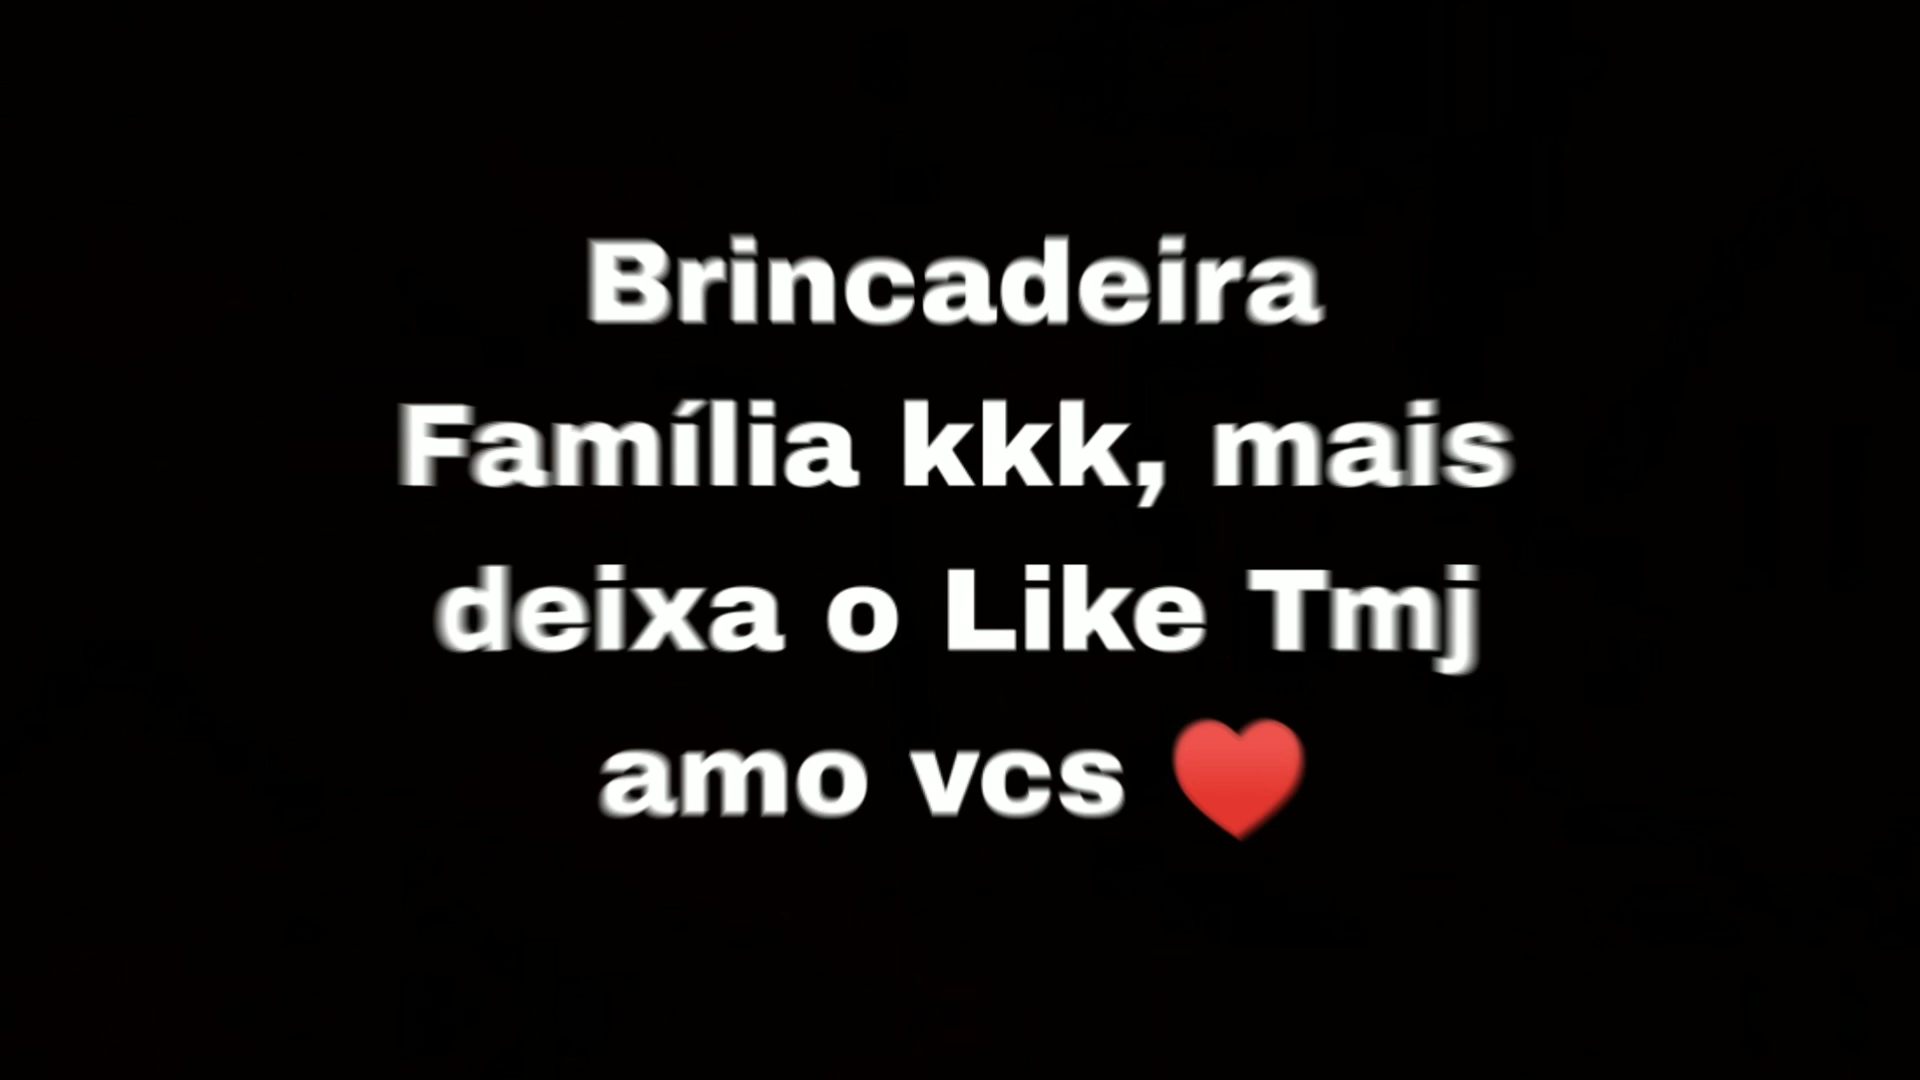 Brincadeira
Família kkk, mais
deixa o Like Tmj
amo vcs ❤️